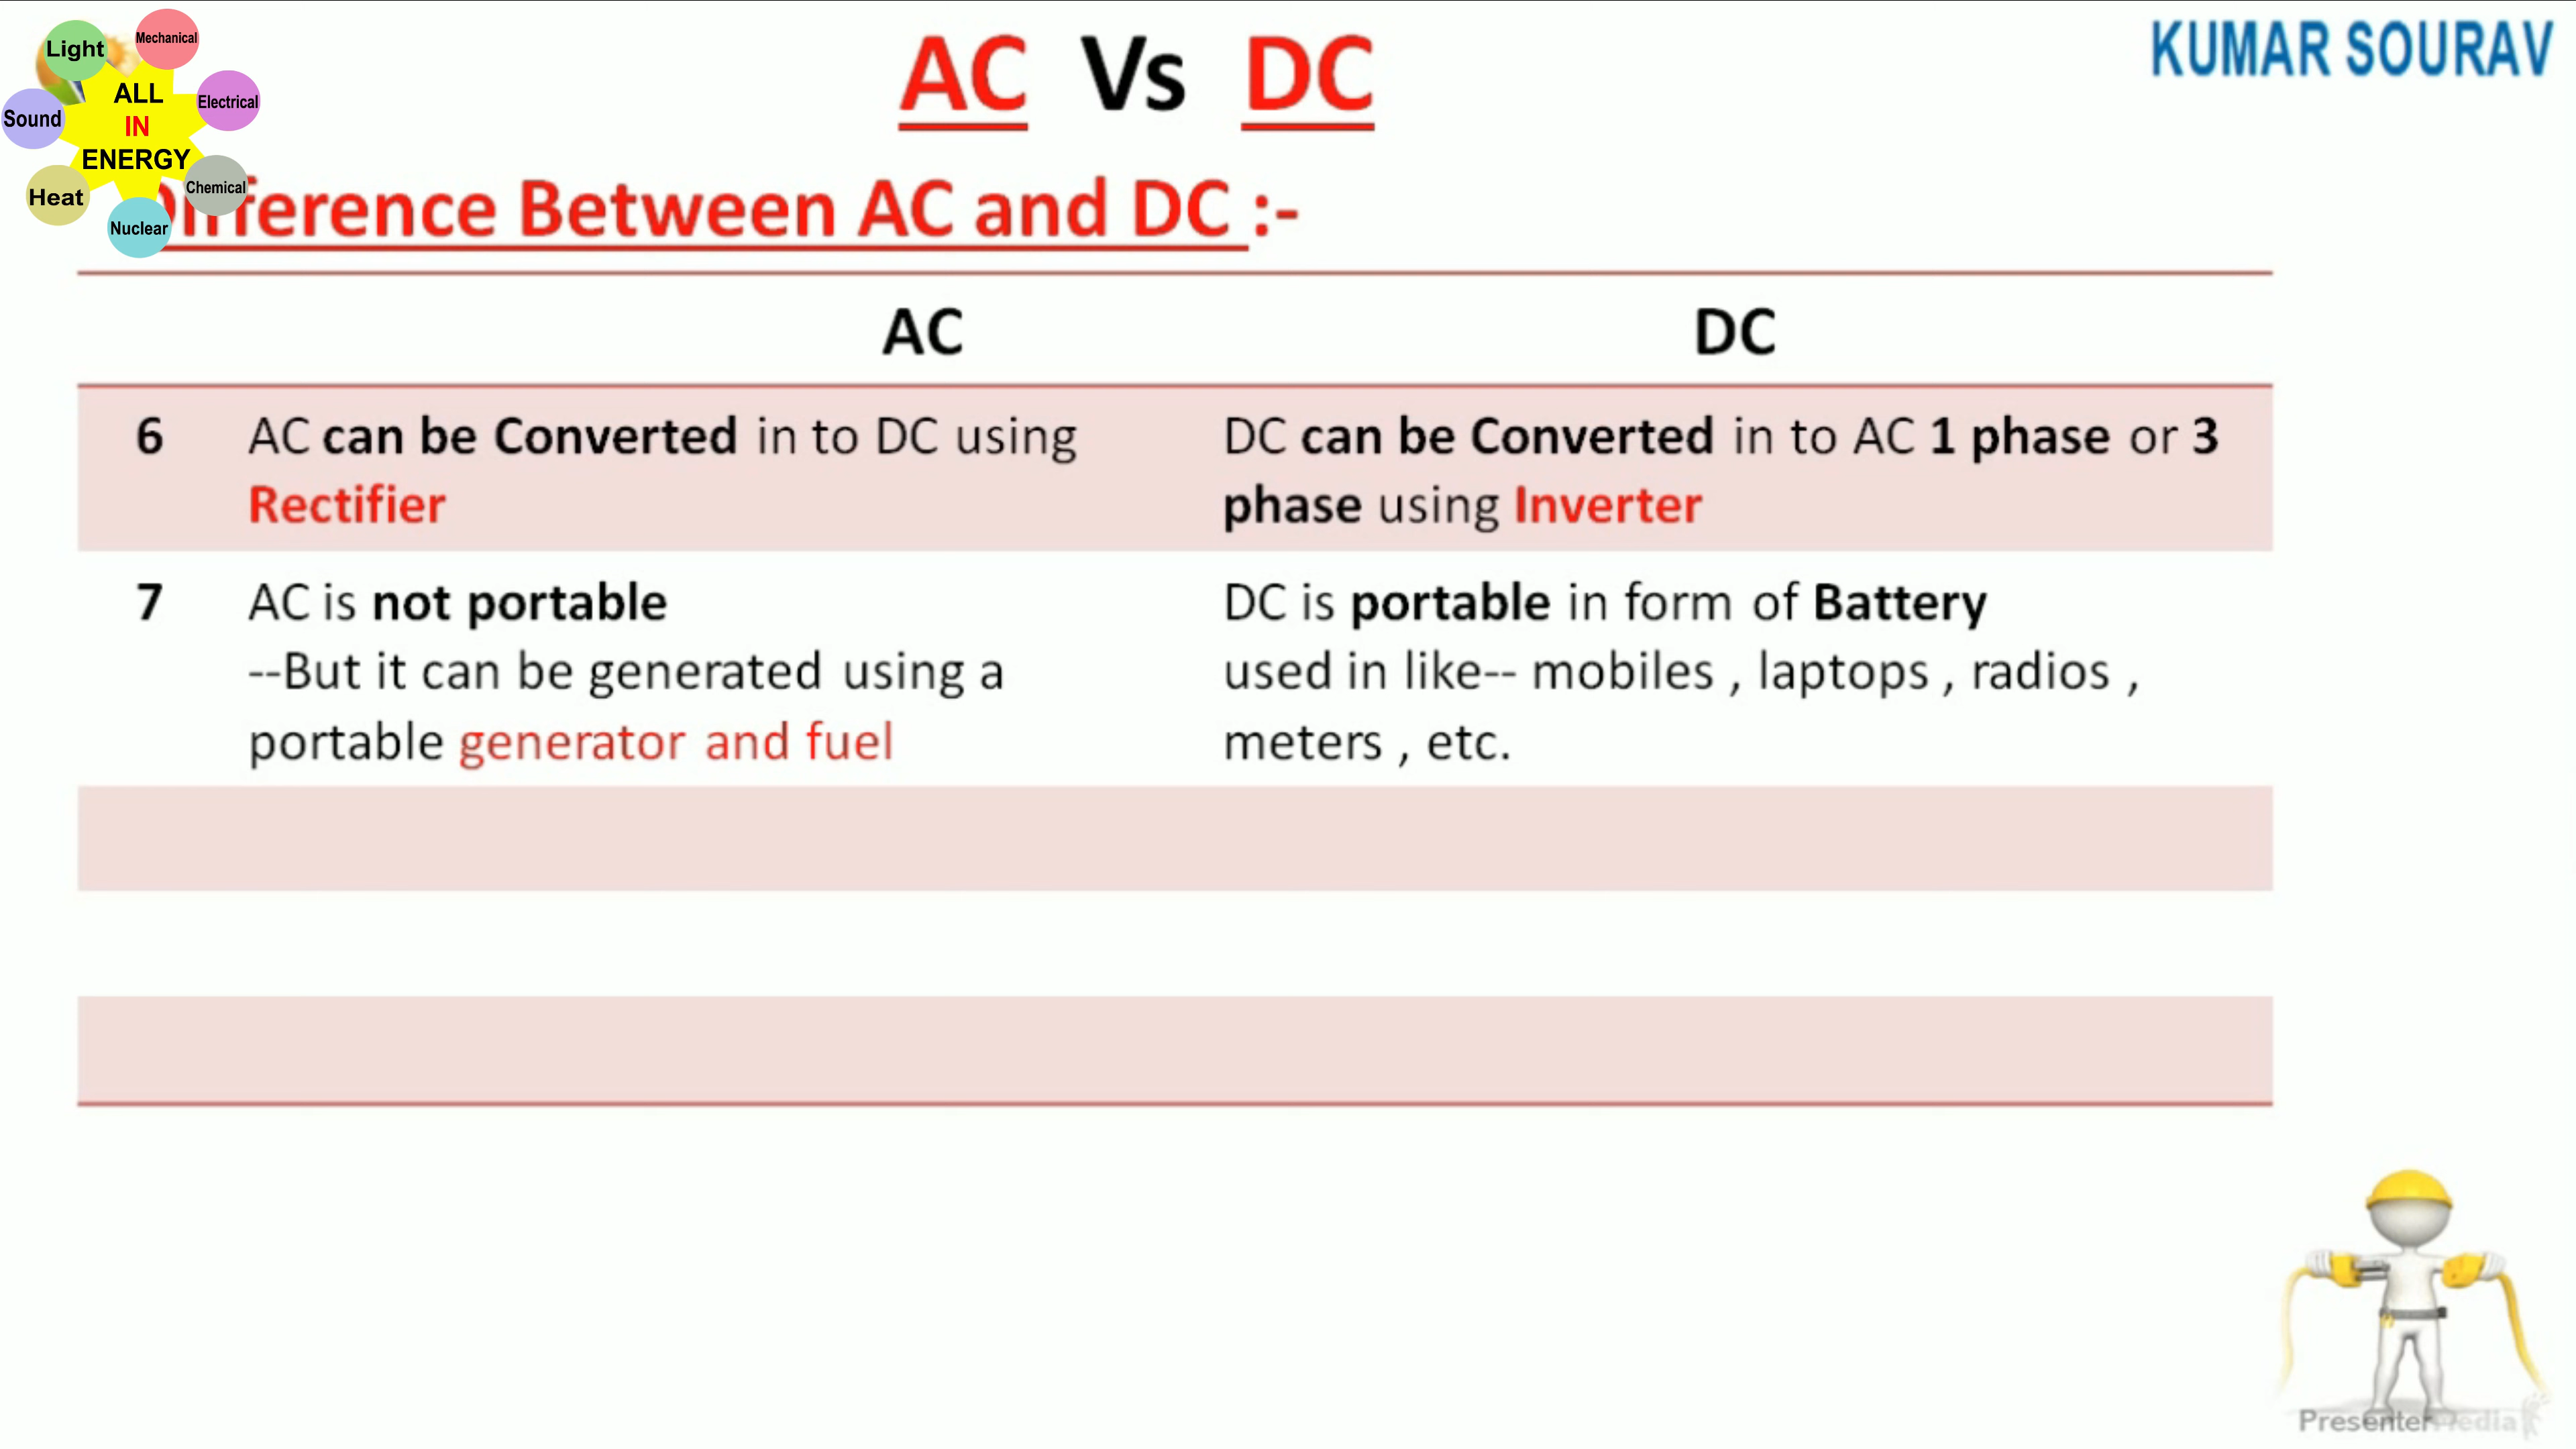 Light
Mechanical
ALL
IN
ENERGY
Electrical
Sound
Chemical
Heat
Nuclear
AC Vs DC
KUMAR SOURAV
Difference Between AC and DC :-
AC DC
6 AC can be Converted in to DC using DC can be Converted in to AC 1 phase or 3
Rectifier phase using Inverter
7 AC is not portable DC is portable in form of Battery
--But it can be generated using a used in like-- mobiles , laptops , radios ,
portable generator and fuel meters , etc.
PresenterMedia